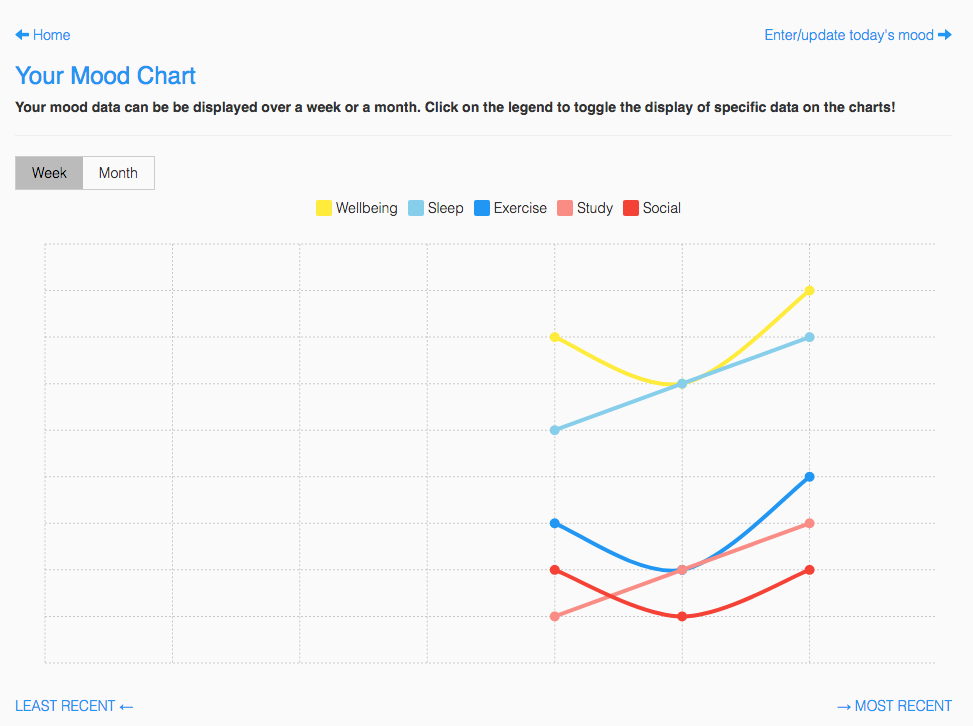 🡸 Home
Enter/update today's mood 🡺
Your Mood Chart
Your mood data can be be displayed over a week or a month. Click on the legend to toggle the display of specific data on the charts!
Week Month
Wellbeing Sleep Exercise Study Social
LEAST RECENT ←
→ MOST RECENT